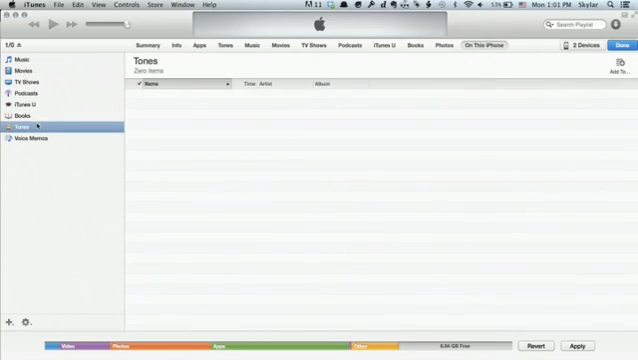 iTunes File Edit View Controls Store Window Help
11 53% Mon 1:01 PM Skylar
Search Playlist
1/0 Summary Info Apps Tones Music Movies TV Shows Podcasts iTunes U Books Photos On This iPhone 2 Devices Done
Music
Movies
TV Shows
Podcasts
iTunes U
Books
Tones
Voice Memos
Tones
Zero items
Add To...
✓ Name Time Artist Album
Video Photos Apps Other 6.94 GB Free Revert Apply